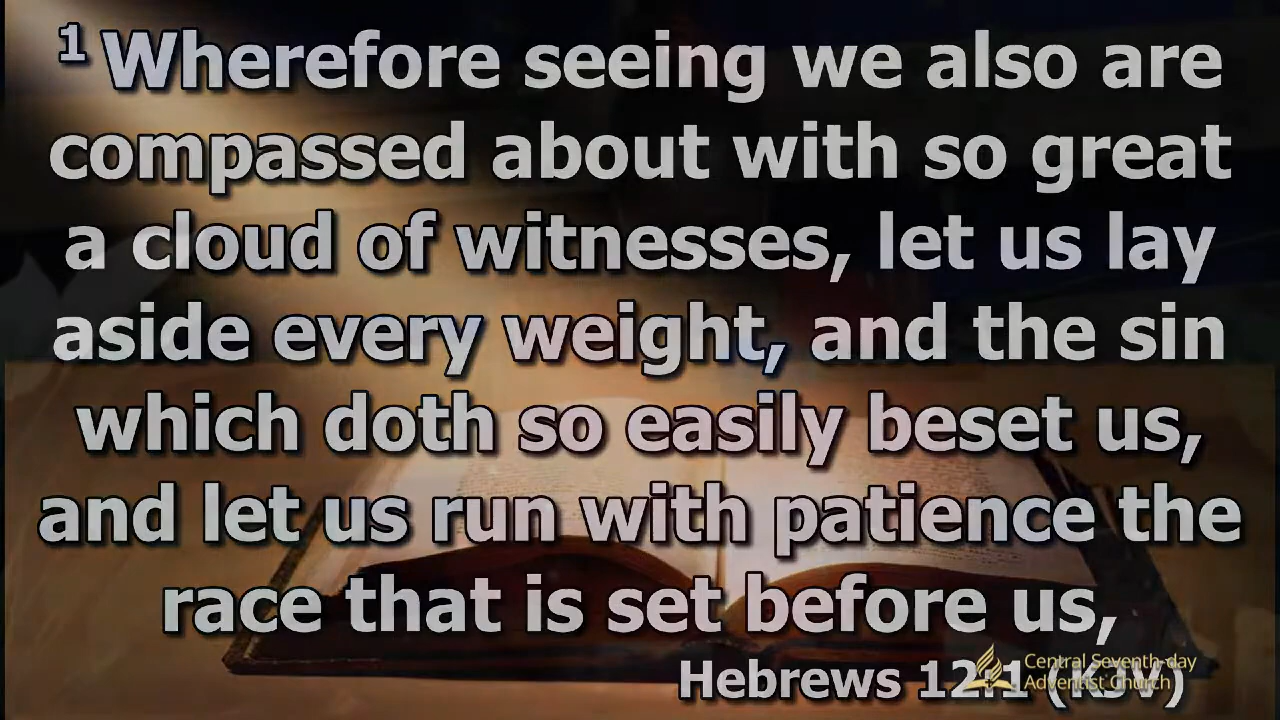 1 Wherefore seeing we also are
compassed about with so great
a cloud of witnesses, let us lay
aside every weight, and the sin
which doth so easily beset us,
and let us run with patience the
race that is set before us,
Hebrews 12:1 (KJV)
Central Seventh-day
Adventist Church